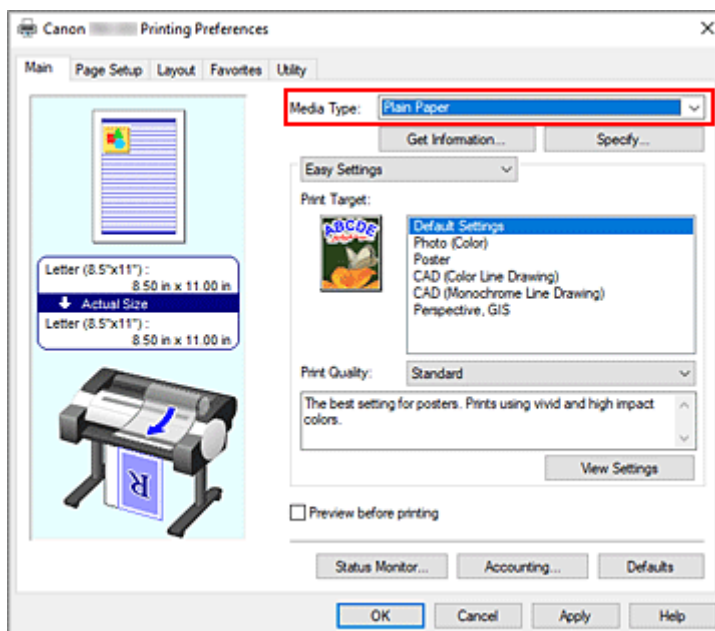 Canon Printing Preferences
Main Page Setup Layout Favorites Utility
Media Type: Plain Paper
Get Information... Specify...
Easy Settings
Print Target:
ABCDE
Default Settings
Photo (Color)
Poster
CAD (Color Line Drawing)
CAD (Monochrome Line Drawing)
Perspective, GIS
Letter (8.5"x11") :
8.50 in x 11.00 in
Actual Size
Letter (8.5"x11") :
8.50 in x 11.00 in
R
Print Quality: Standard
The best setting for posters. Prints using vivid and high impact
colors.
View Settings
Preview before printing
Status Monitor... Accounting... Defaults
OK Cancel Apply Help